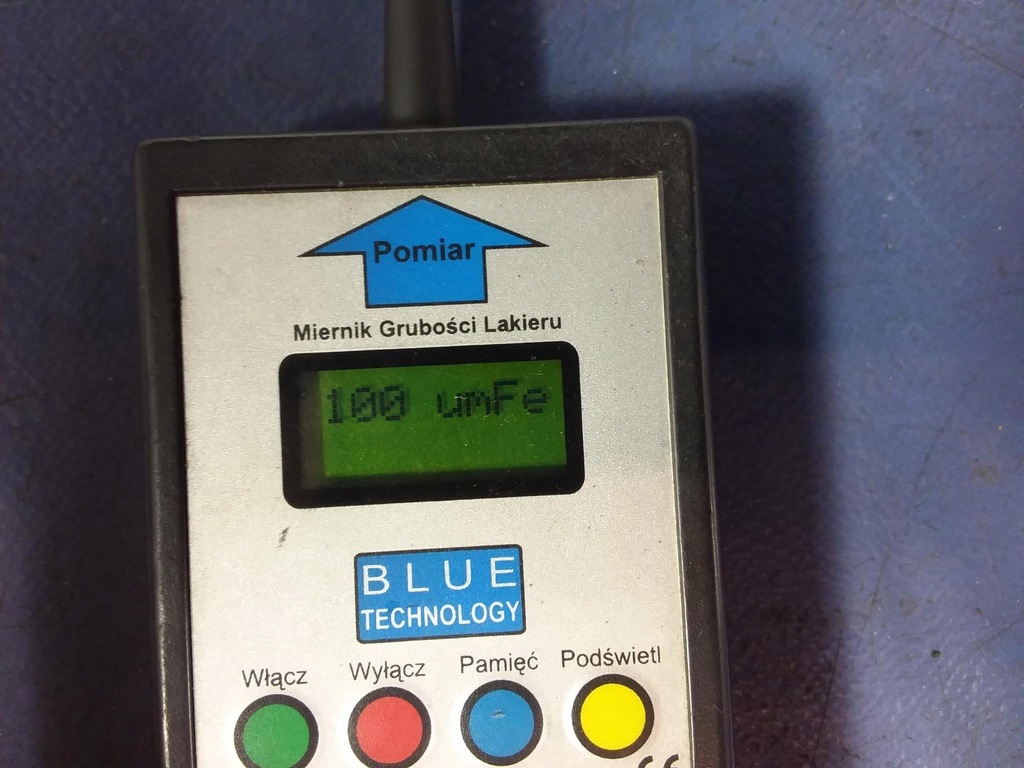 Pomiar
Miernik Grubości Lakieru
100 umFe
BLUE
TECHNOLOGY
Włącz Wyłącz Pamięć Podświetl